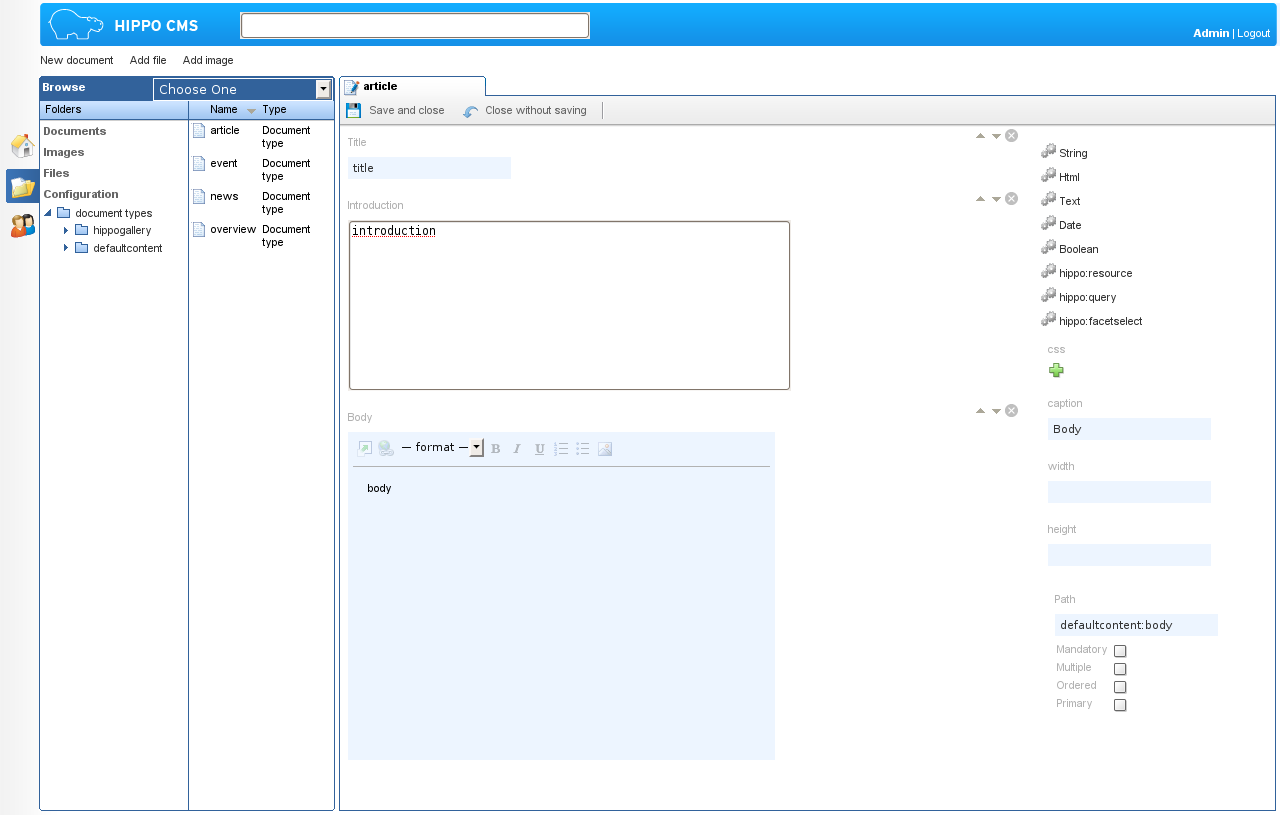 HIPPO CMS
Admin | Logout
New document Add file Add image
Browse Choose One
Folders Name Type
Documents
Images
Files
Configuration
document types
hippogallery
defaultcontent
article Document type
event Document type
news Document type
overview Document type
article
Save and close Close without saving
Title
title
Introduction
introduction
Body
— format — B I U
body
String
Html
Text
Date
Boolean
hippo:resource
hippo:query
hippo:facetselect
css
caption
Body
width
height
Path
defaultcontent:body
Mandatory
Multiple
Ordered
Primary